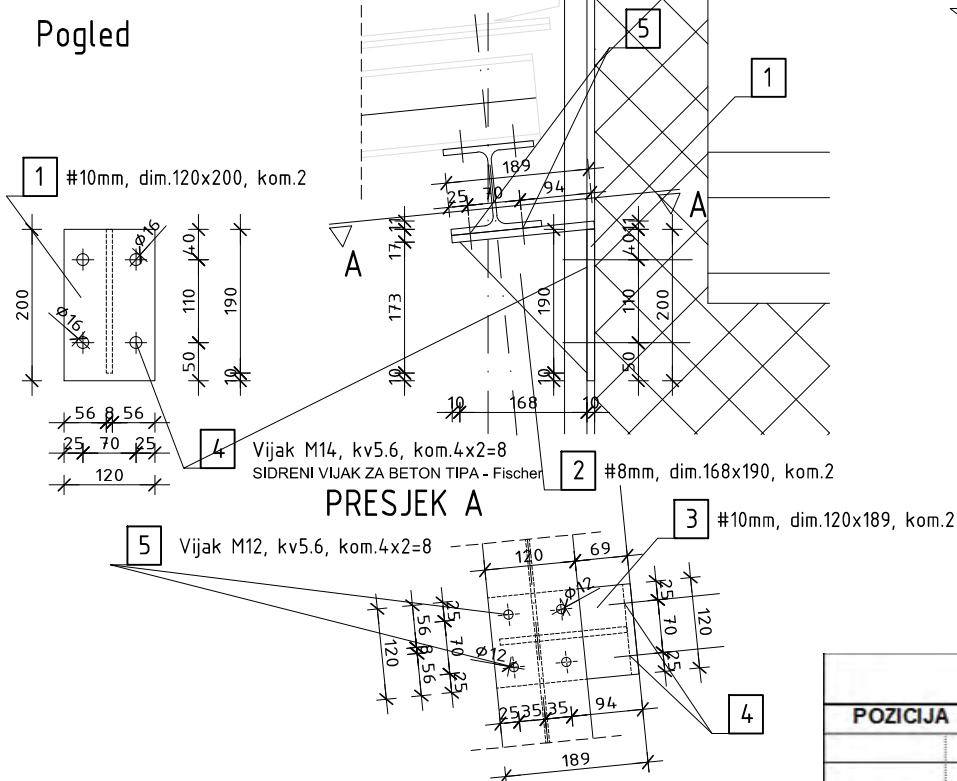 Pogled
5
1
1 #10mm, dim.120x200, kom.2
189
25 70 94
A
A
ø16
ø16
200
40
110
50
190
10
56 8 56
25 70 25
120
11
17
173
10
190
10
11
40
110
50
200
10 168 10
4 Vijak M14, kv5.6, kom.4x2=8
SIDRENI VIJAK ZA BETON TIPA - Fischer
2 #8mm, dim.168x190, kom.2
PRESJEK A
3 #10mm, dim.120x189, kom.2
5 Vijak M12, kv5.6, kom.4x2=8
120 69
ø12
ø12
120
56
8
56
25
70
25
25
70
25
120
25 35 35 94
189
4
POZICIJA